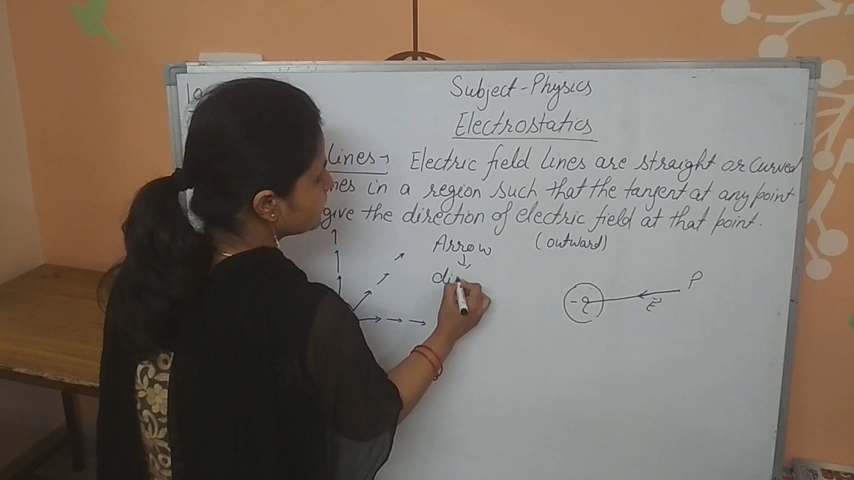 Subject-Physics
Electrostatics
lines→ Electric field lines are straight or curved
in a region such that the tangent at any point
give the direction of electric field at that point.
Arrow (outward)
↓
di
-q E P